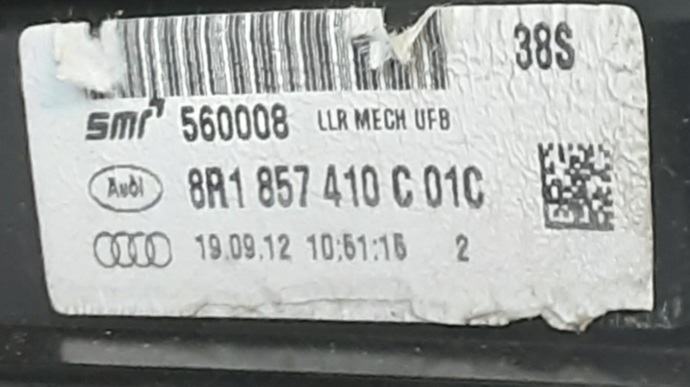 38S
smr 560008 LLR MECH UFB
Audi 8R1 857 410 C 01C
19.09.12 10:51:16 2